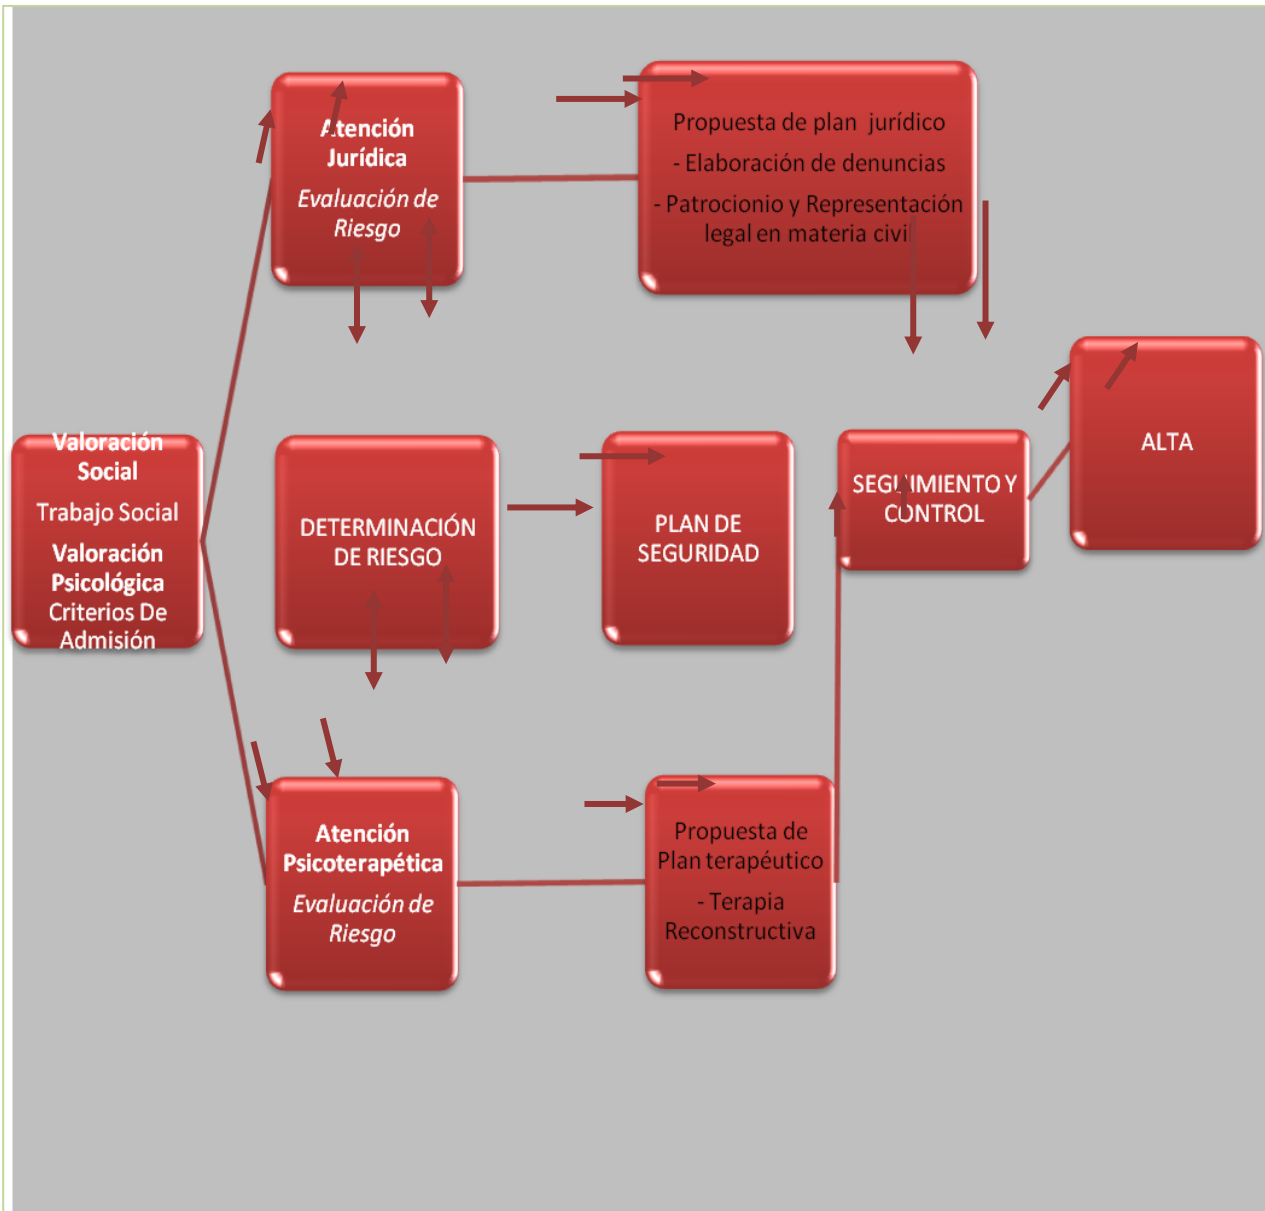 Atención
Jurídica
Evaluación de
Riesgo
Propuesta de plan jurídico
- Elaboración de denuncias
- Patrocionio y Representación
legal en materia civil
Valoración
Social
Trabajo Social
Valoración
Psicológica
Criterios De
Admisión
DETERMINACIÓN
DE RIESGO
PLAN DE
SEGURIDAD
SEGUIMIENTO Y
CONTROL
ALTA
Atención
Psicoterapética
Evaluación de
Riesgo
Propuesta de
Plan terapéutico
- Terapia
Reconstructiva